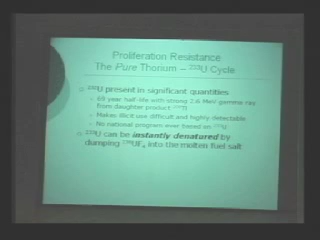 Proliferation Resistance
The Pure Thorium – ²³³U Cycle
²³²U present in significant quantities
69 year half-life with strong 2.6 MeV gamma ray
from daughter product ²⁰⁸Tl
Makes illicit use difficult and highly detectable
No national program ever based on ²³³U
²³³U can be instantly denatured by
dumping ²³⁸UF₄ into the molten fuel salt